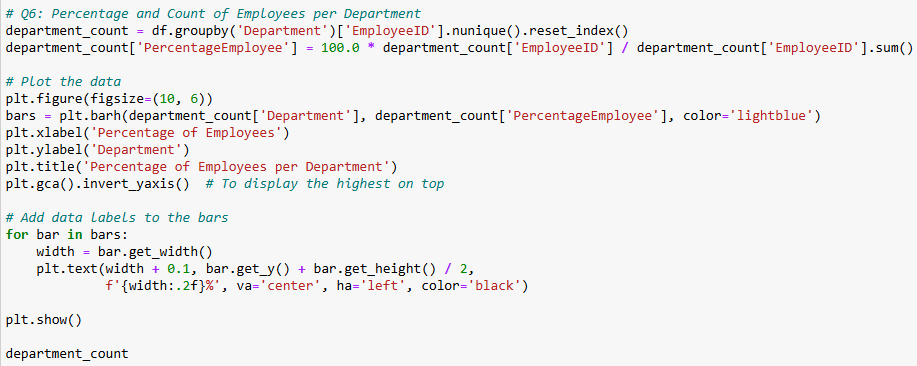 # Q6: Percentage and Count of Employees per Department
department_count = df.groupby('Department')['EmployeeID'].nunique().reset_index()
department_count['PercentageEmployee'] = 100.0 * department_count['EmployeeID'] / department_count['EmployeeID'].sum()
# Plot the data
plt.figure(figsize=(10, 6))
bars = plt.barh(department_count['Department'], department_count['PercentageEmployee'], color='lightblue')
plt.xlabel('Percentage of Employees')
plt.ylabel('Department')
plt.title('Percentage of Employees per Department')
plt.gca().invert_yaxis()  # To display the highest on top
# Add data labels to the bars
for bar in bars:
    width = bar.get_width()
    plt.text(width + 0.1, bar.get_y() + bar.get_height() / 2,
             f'{width:.2f}%', va='center', ha='left', color='black')
plt.show()
department_count